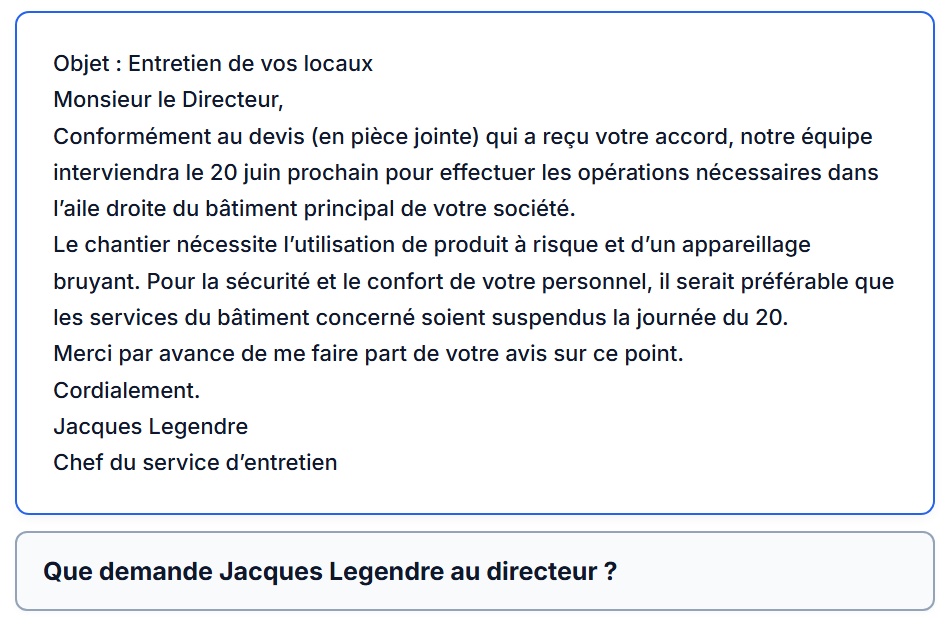 Objet : Entretien de vos locaux
Monsieur le Directeur,
Conformément au devis (en pièce jointe) qui a reçu votre accord, notre équipe
interviendra le 20 juin prochain pour effectuer les opérations nécessaires dans
l’aile droite du bâtiment principal de votre société.
Le chantier nécessite l’utilisation de produit à risque et d’un appareillage
bruyant. Pour la sécurité et le confort de votre personnel, il serait préférable que
les services du bâtiment concerné soient suspendus la journée du 20.
Merci par avance de me faire part de votre avis sur ce point.
Cordialement.
Jacques Legendre
Chef du service d’entretien
Que demande Jacques Legendre au directeur ?